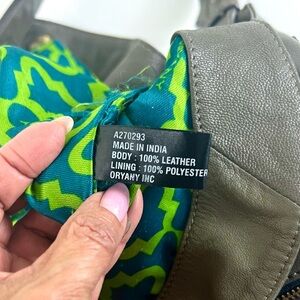 A270293
MADE IN INDIA
BODY : 100% LEATHER
LINING : 100% POLYESTER
ORYANY INC